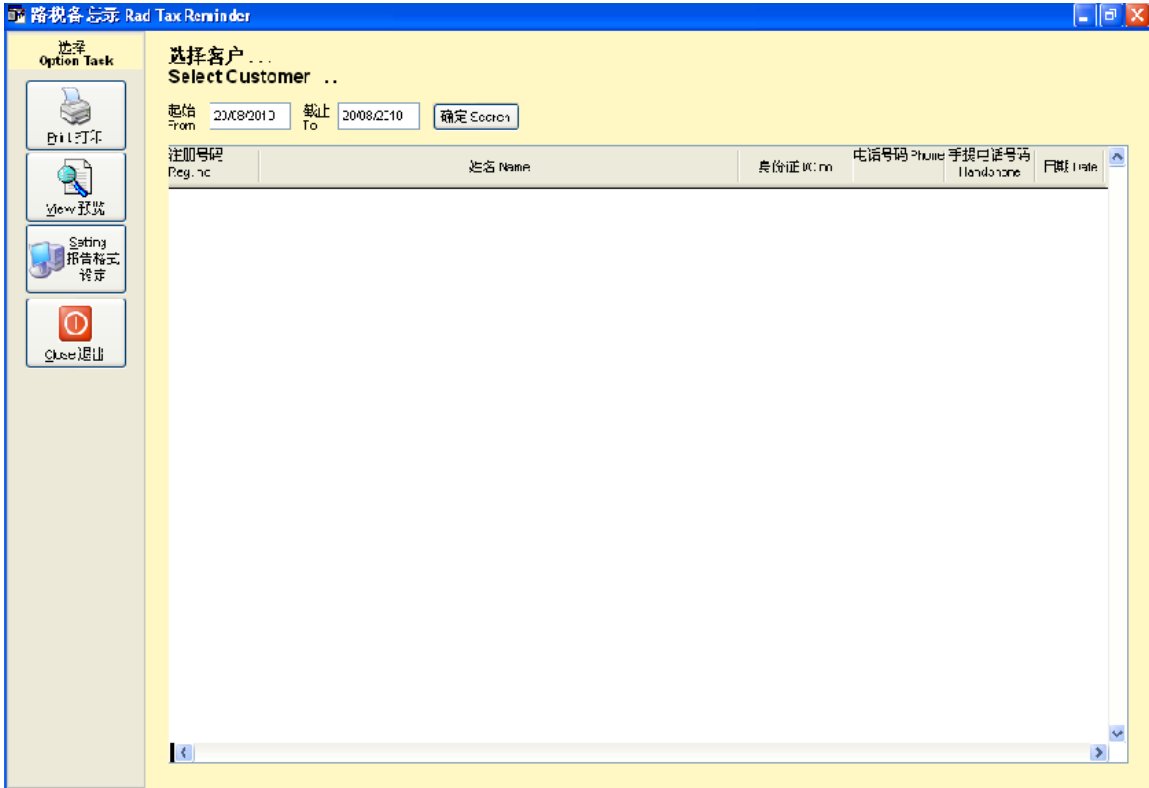 路税备忘示 Rad Tax Reminder
选择
Option Task
Print 打印
View 预览
Setting
报告格式
设定
Close 退出
选择客户 ...
Select Customer ..
起始
From
20/08/2010
截止
To
20/08/2010
确定 Search
注册号码
Reg. no
姓名 Name
身份证 I/C no
电话号码 Phone
手提电话号码
Handphone
日期 Date